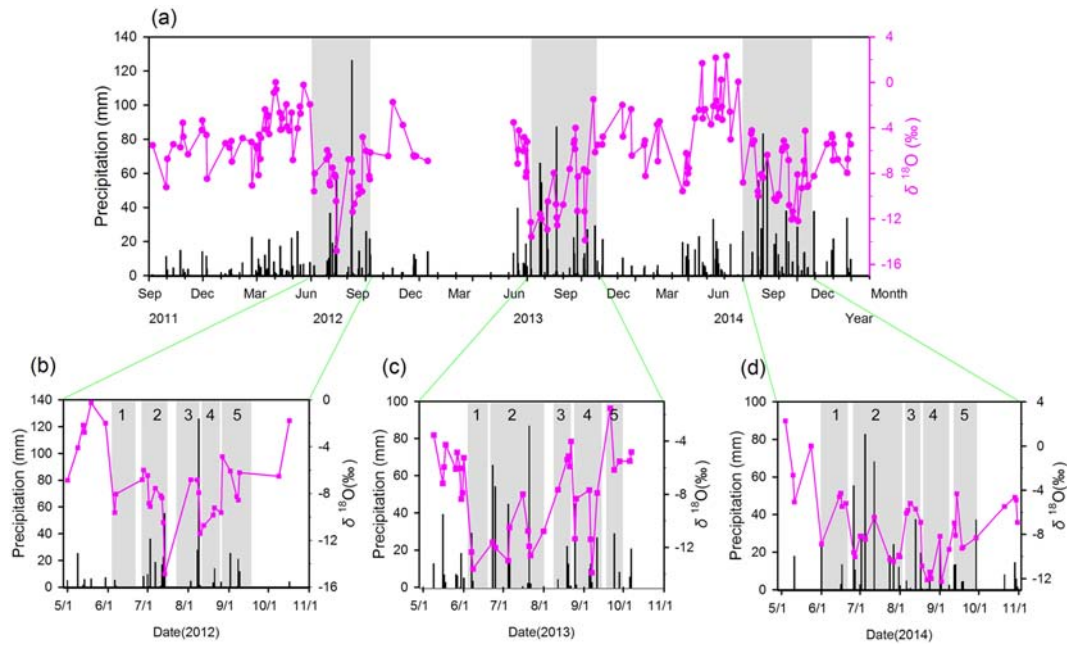 (a)
140
120
100
80
60
40
20
0
Precipitation (mm)
4
0
-4
-8
-12
-16
δ 18O (‰)
Sep Dec Mar Jun Sep Dec Mar Jun Sep Dec Mar Jun Sep Dec Month
2011 2012 2013 2014 Year
(b)
140
120
100
80
60
40
20
0
Precipitation (mm)
1 2 3 4 5
0
-4
-8
-12
-16
δ 18O(‰)
5/1 6/1 7/1 8/1 9/1 10/1 11/1
Date(2012)
(c)
100
80
60
40
20
0
Precipitation (mm)
1 2 3 4 5
-4
-8
-12
δ 18O(‰)
5/1 6/1 7/1 8/1 9/1 10/1 11/1
Date(2013)
(d)
100
80
60
40
20
0
Precipitation (mm)
1 2 3 4 5
4
0
-4
-8
-12
δ 18O(‰)
5/1 6/1 7/1 8/1 9/1 10/1 11/1
Date(2014)